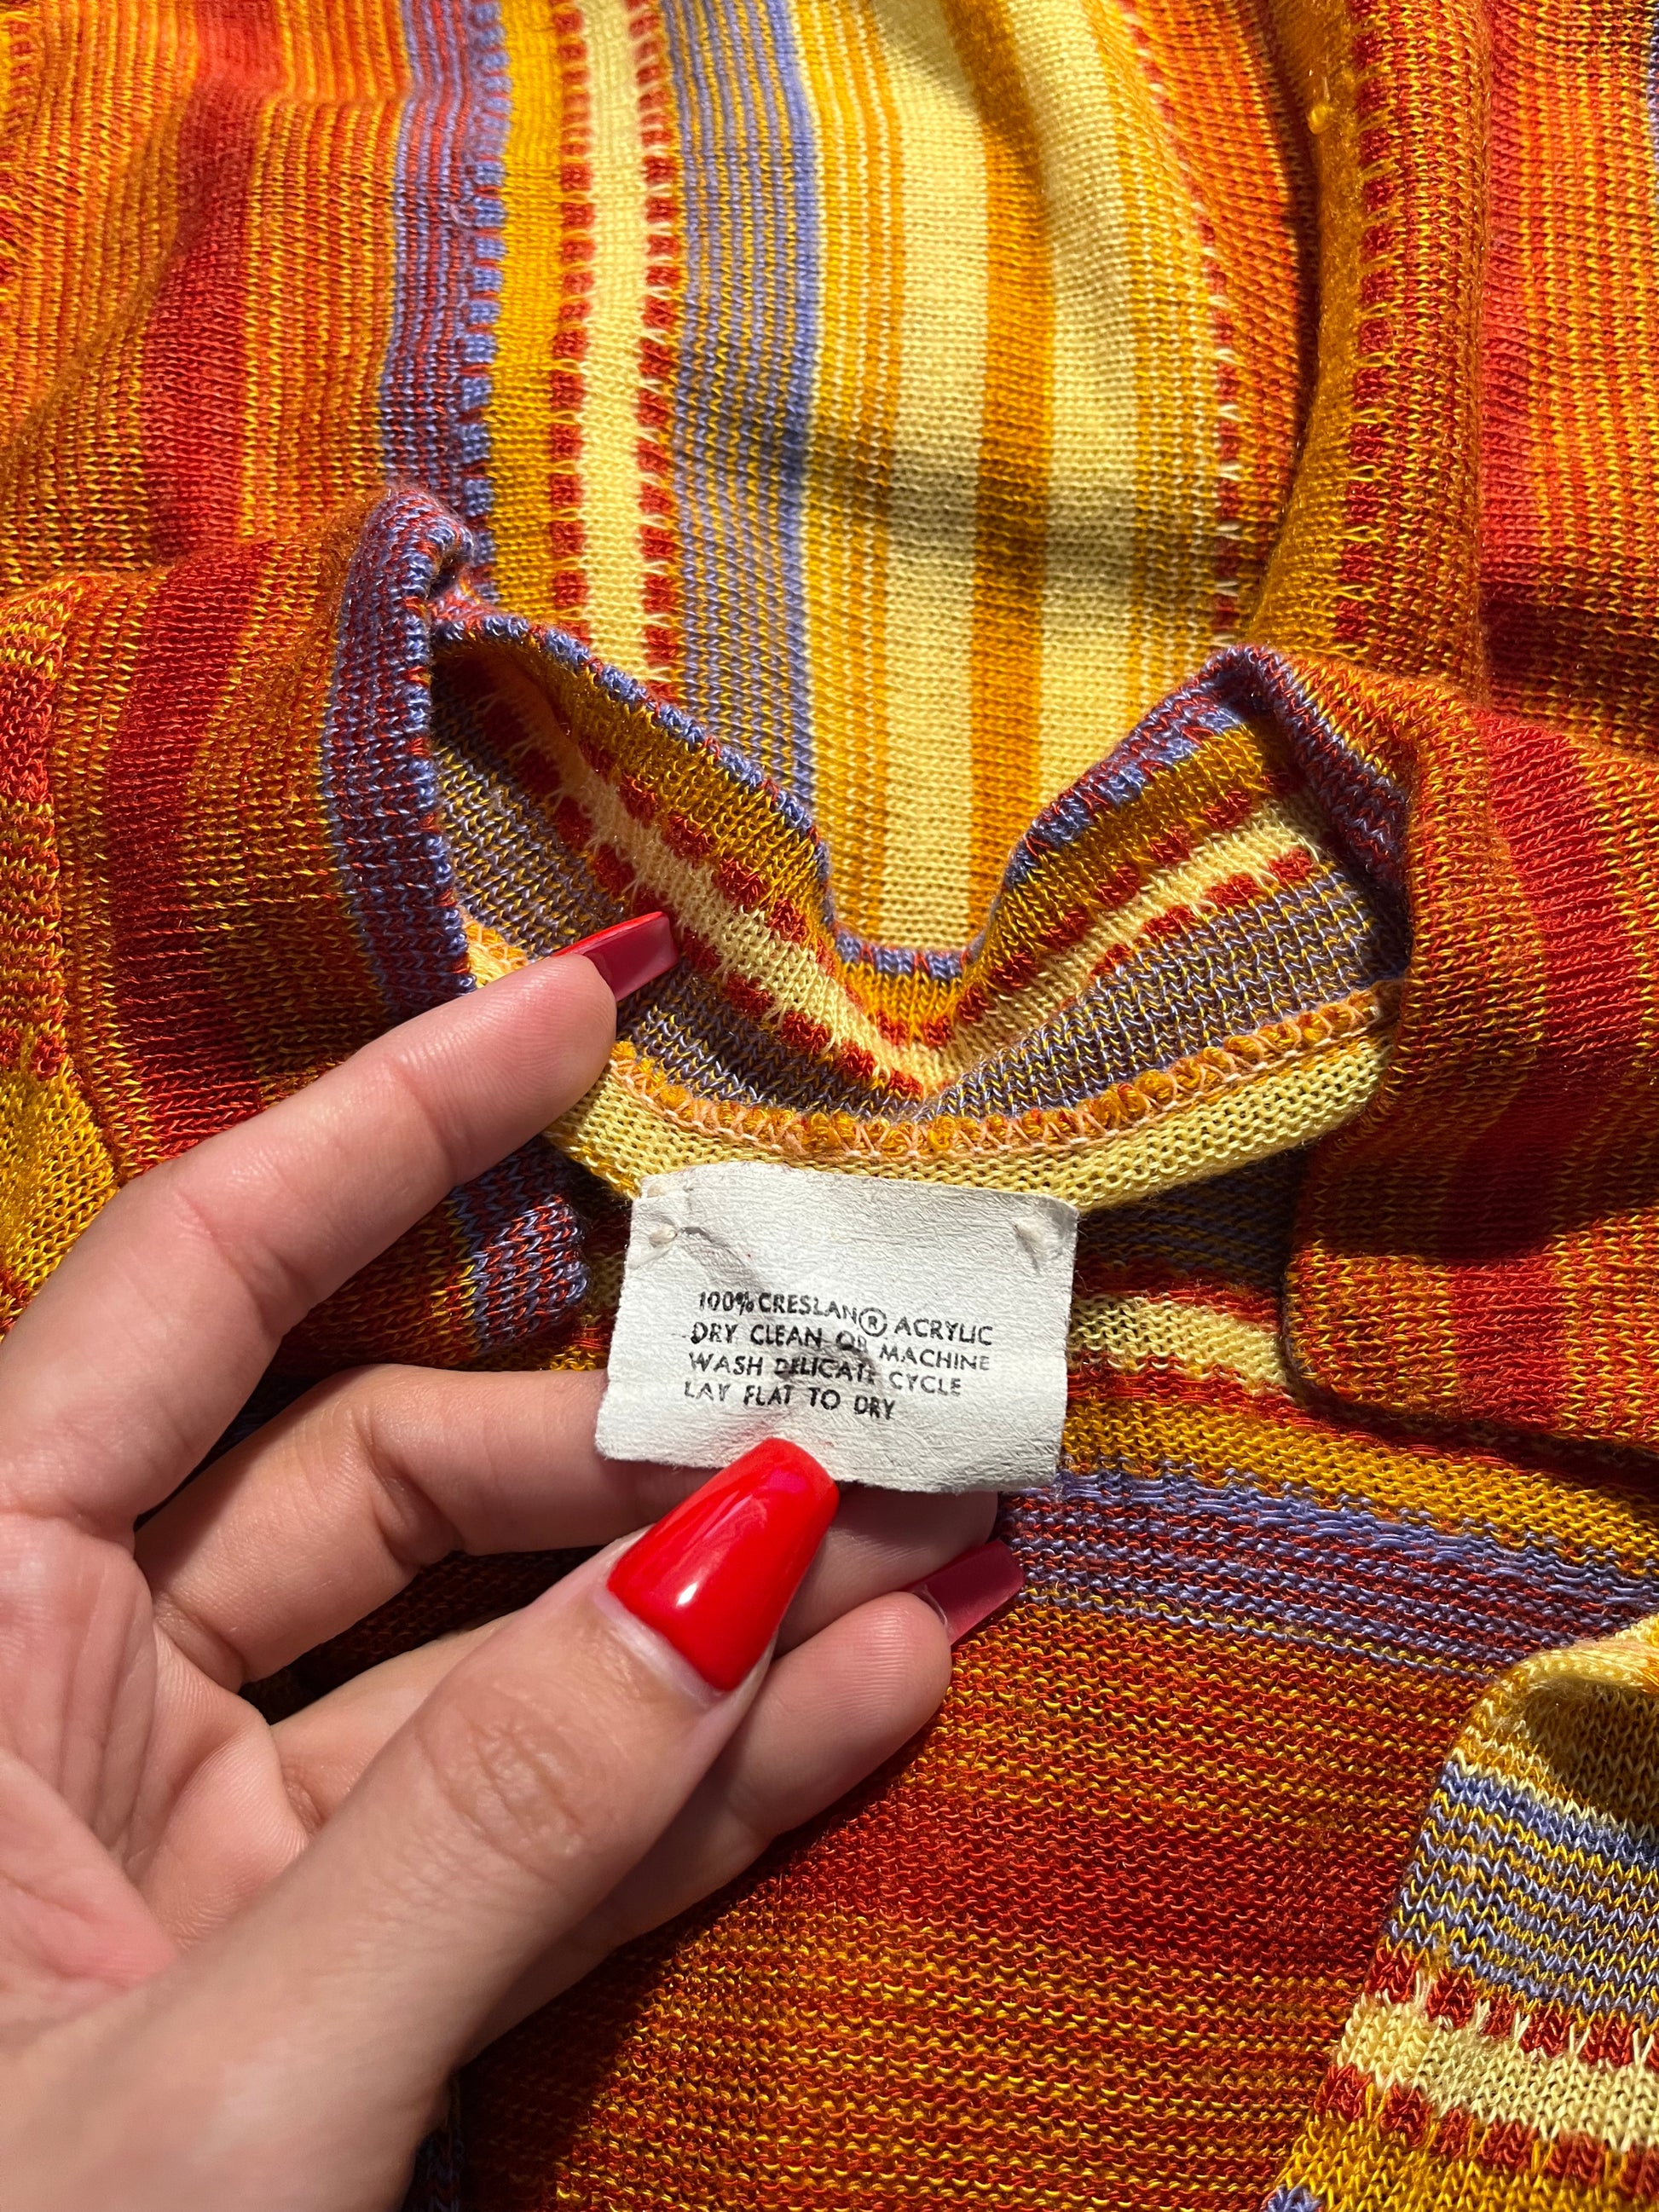 100% CRESLAN® ACRYLIC
DRY CLEAN OR MACHINE
WASH DELICATE CYCLE
LAY FLAT TO DRY